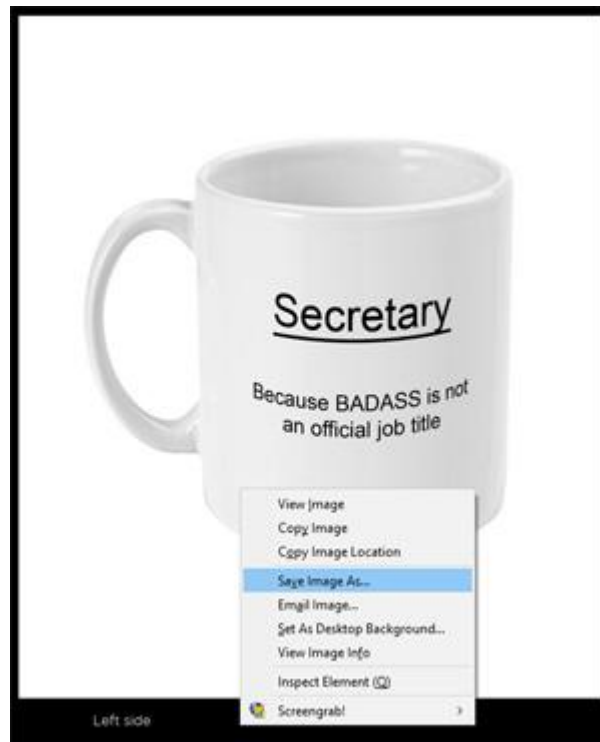 Secretary
Because BADASS is not
an official job title
View Image
Copy Image
Copy Image Location
Save Image As...
Email Image...
Set As Desktop Background...
View Image Info
Inspect Element (Q)
Screengrab!
Left side